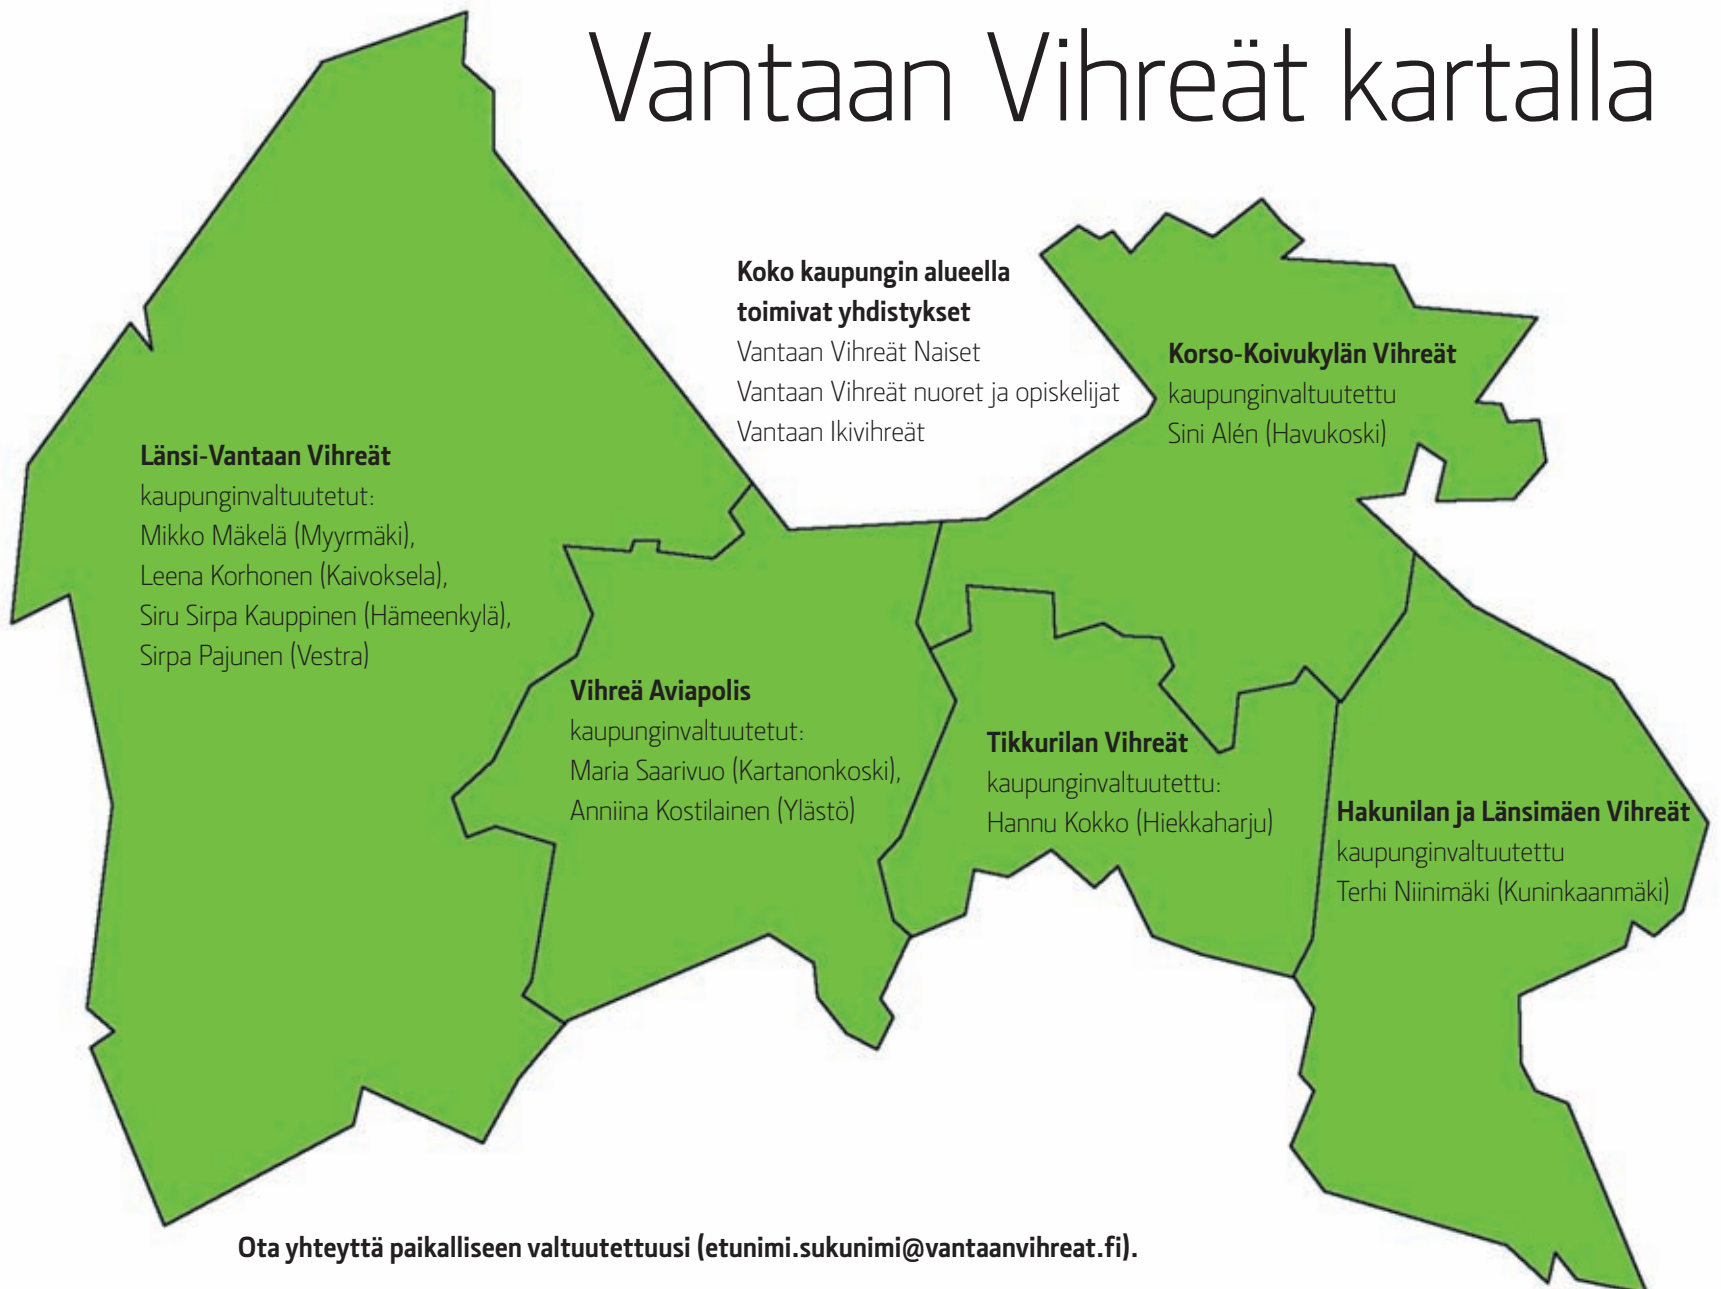 Vantaan Vihreät kartalla
Koko kaupungin alueella
toimivat yhdistykset
Vantaan Vihreät Naiset
Vantaan Vihreät nuoret ja opiskelijat
Vantaan Ikivihreät
Korso-Koivukylän Vihreät
kaupunginvaltuutettu
Sini Alén (Havukoski)
Länsi-Vantaan Vihreät
kaupunginvaltuutetut:
Mikko Mäkelä (Myyrmäki),
Leena Korhonen (Kaivoksela),
Siru Sirpa Kauppinen (Hämeenkylä),
Sirpa Pajunen (Vestra)
Vihreä Aviapolis
kaupunginvaltuutetut:
Maria Saarivuo (Kartanonkoski),
Anniina Kostilainen (Ylästö)
Tikkurilan Vihreät
kaupunginvaltuutettu:
Hannu Kokko (Hiekkaharju)
Hakunilan ja Länsimäen Vihreät
kaupunginvaltuutettu
Terhi Niinimäki (Kuninkaanmäki)
Ota yhteyttä paikalliseen valtuutettuusi (etunimi.sukunimi@vantaanvihreat.fi).